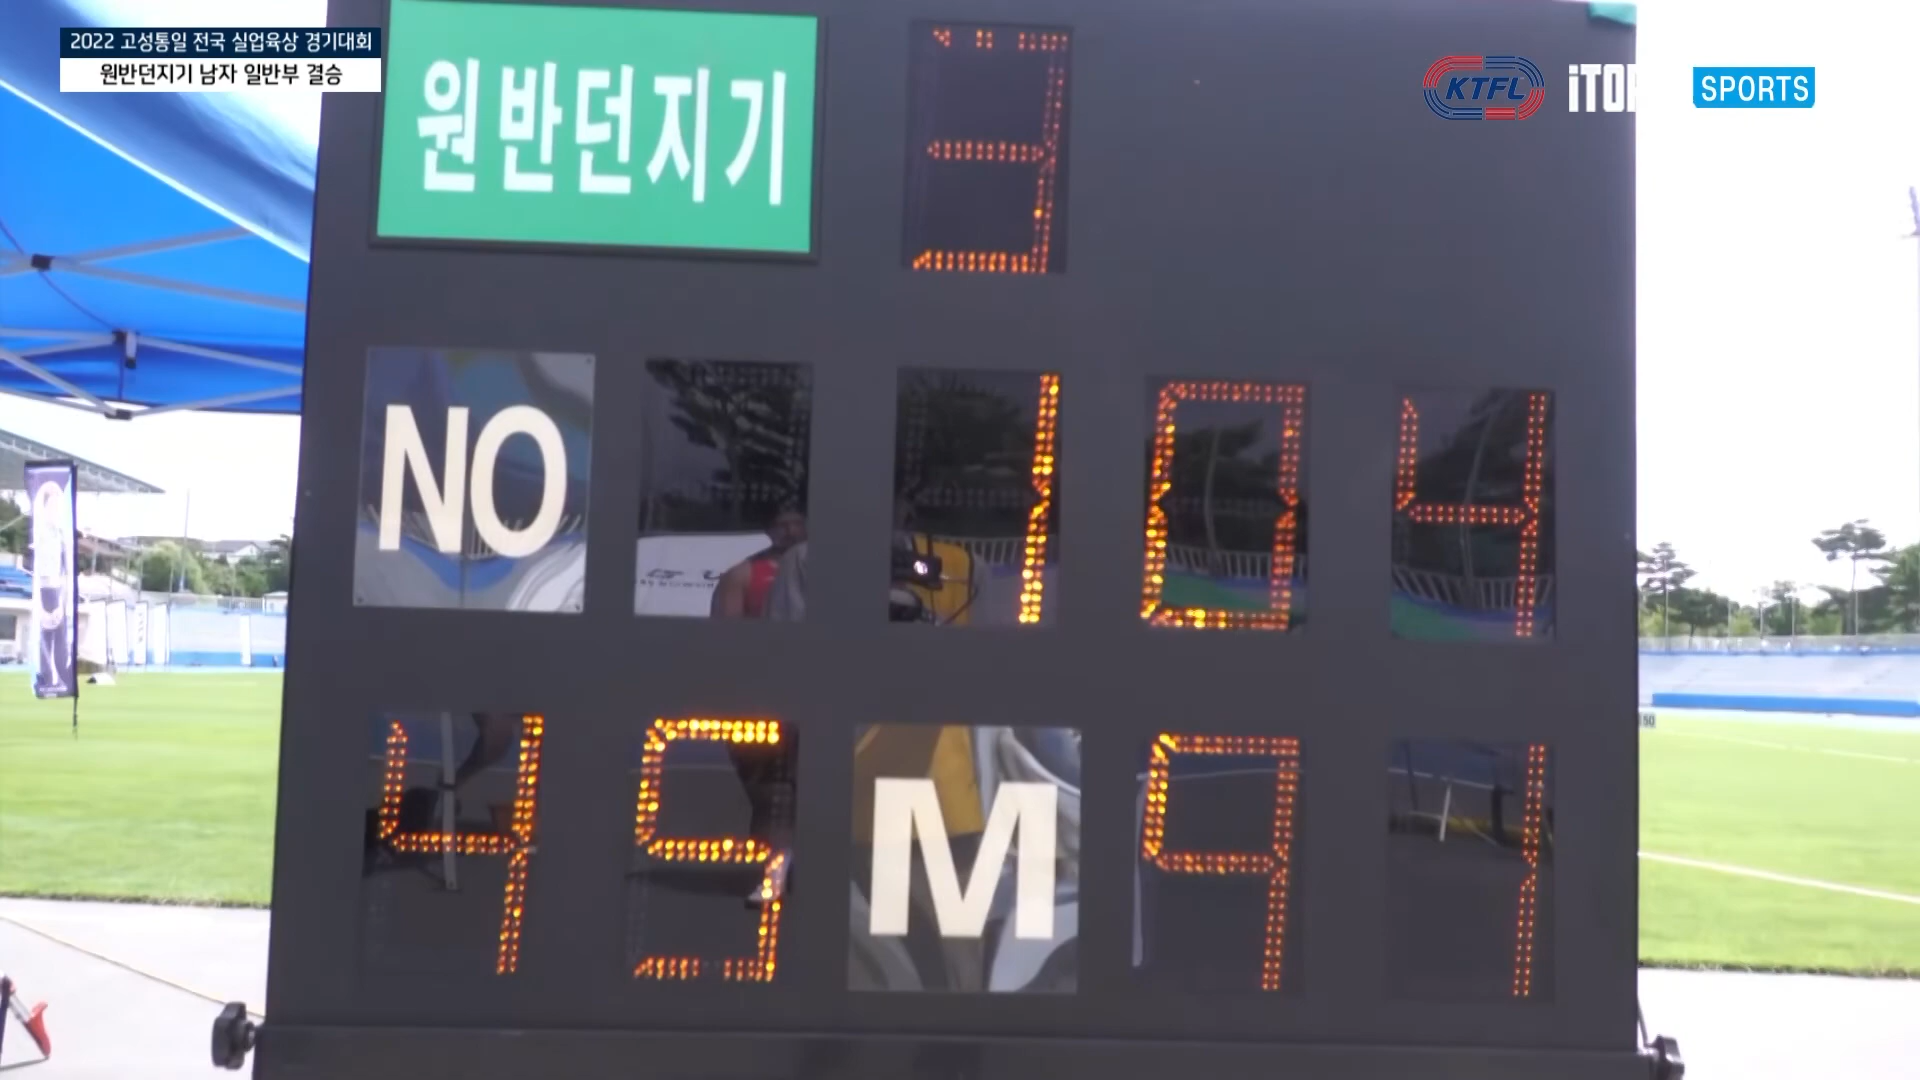 2022 고성통일 전국 실업육상 경기대회
원반던지기 남자 일반부 결승
KTFL
SPORTS
원반던지기 3
NO 104
45 M 91